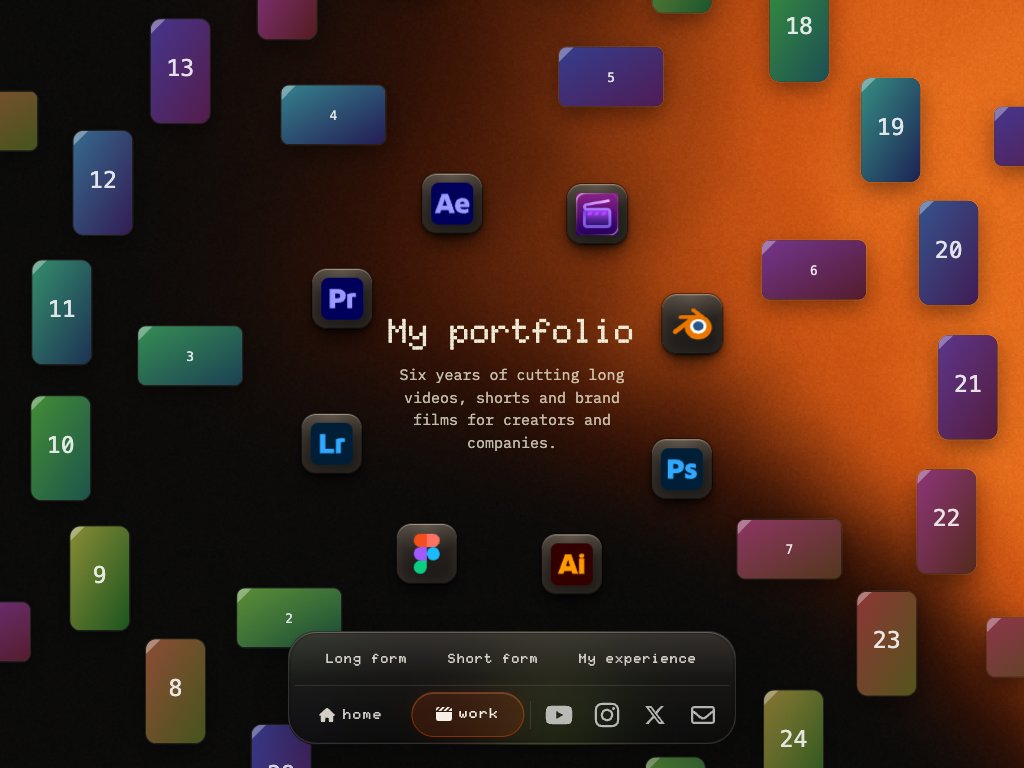 18
13
5
4
19
12
Ae
20
6
Pr
11
My portfolio
3
Six years of cutting long
videos, shorts and brand
films for creators and
companies.
21
10
Lr
Ps
22
7
Ai
9
2
23
Long form Short form My experience
8
home work
24